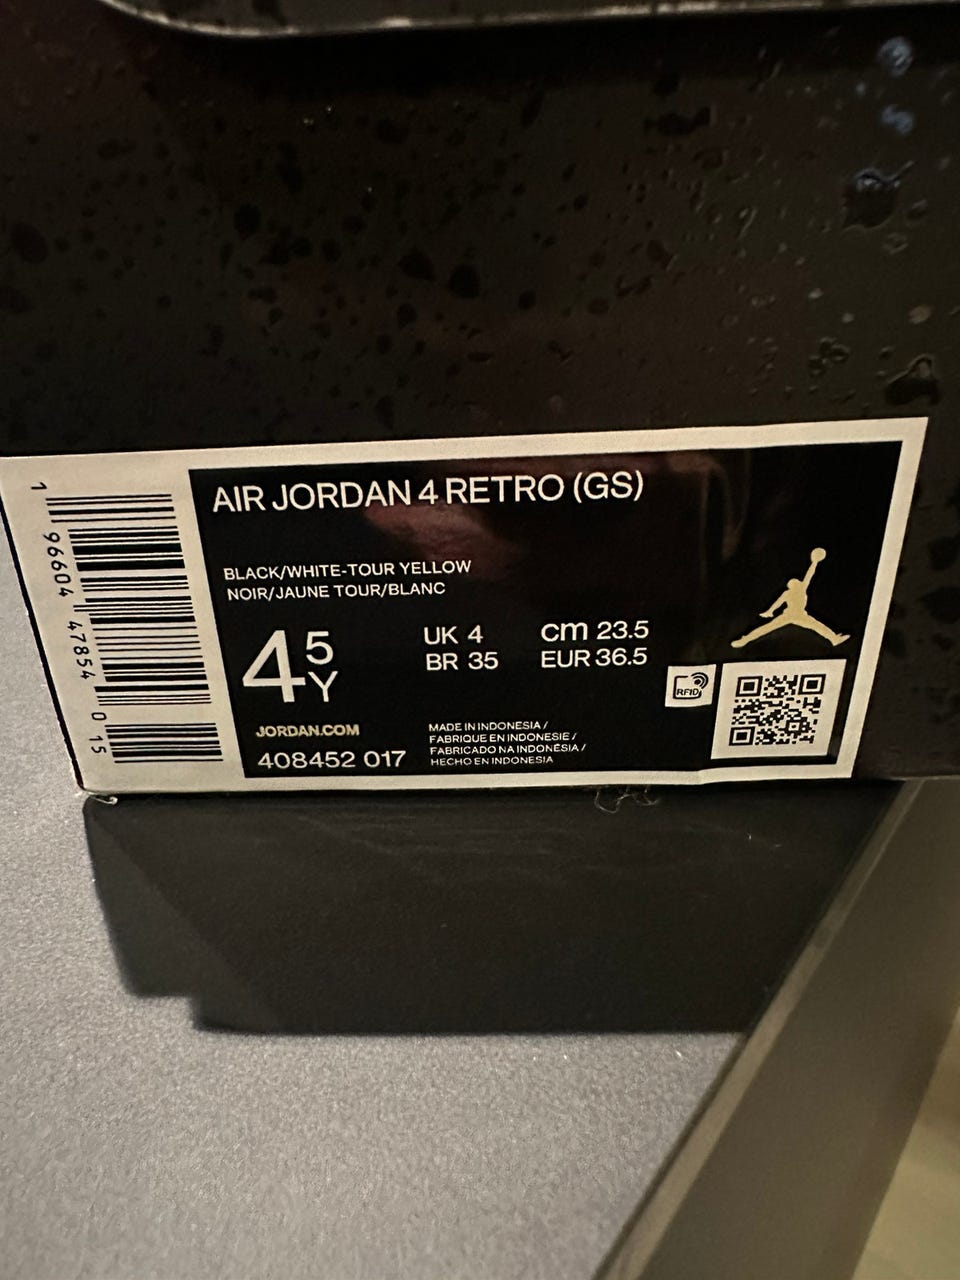 AIR JORDAN 4 RETRO (GS)
BLACK/WHITE-TOUR YELLOW
NOIR/JAUNE TOUR/BLANC
4 5Y
UK 4
BR 35
cm 23.5
EUR 36.5
RFID
JORDAN.COM
408452 017
MADE IN INDONESIA /
FABRIQUE EN INDONESIE /
FABRICADO NA INDONÉSIA /
HECHO EN INDONESIA
1 96604 47854 0 15